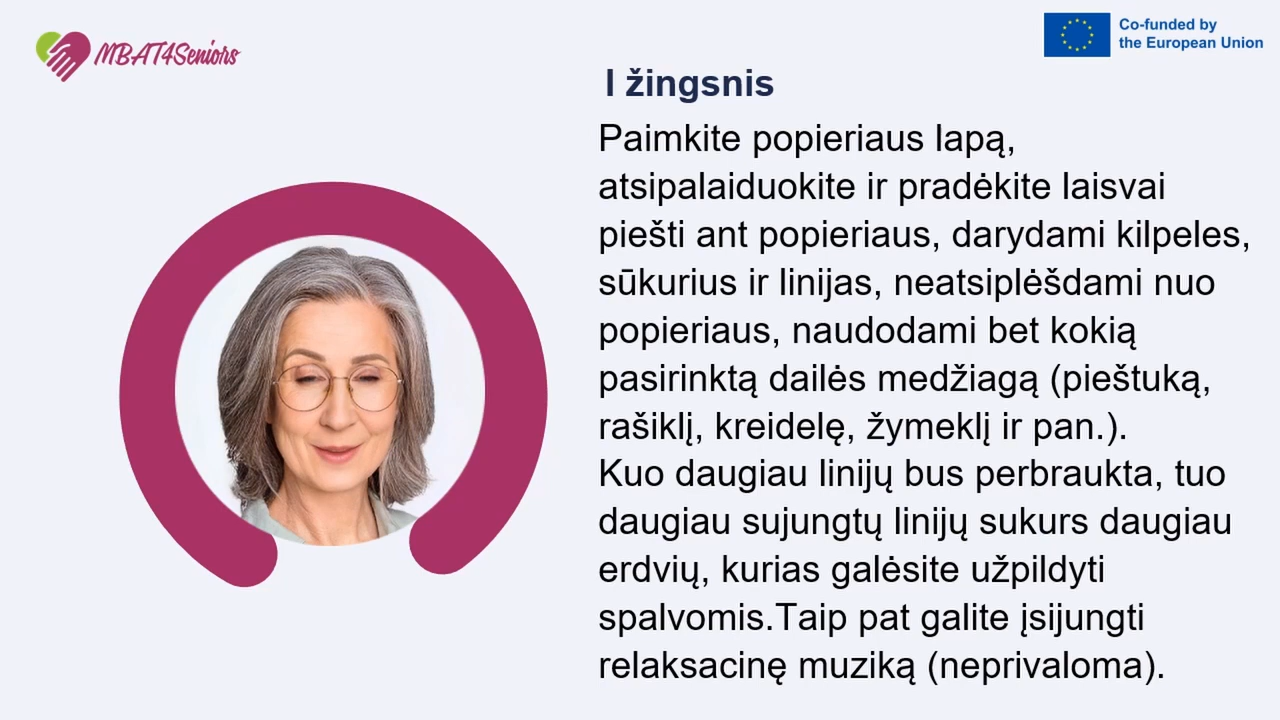 MBAT4Seniors
Co-funded by
the European Union
I žingsnis
Paimkite popieriaus lapą,
atsipalaiduokite ir pradėkite laisvai
piešti ant popieriaus, darydami kilpeles,
sūkurius ir linijas, neatsiplėšdami nuo
popieriaus, naudodami bet kokią
pasirinktą dailės medžiagą (pieštuką,
rašiklį, kreidelę, žymeklį ir pan.).
Kuo daugiau linijų bus perbraukta, tuo
daugiau sujungtų linijų sukurs daugiau
erdvių, kurias galėsite užpildyti
spalvomis.Taip pat galite įsijungti
relaksacinę muziką (neprivaloma).